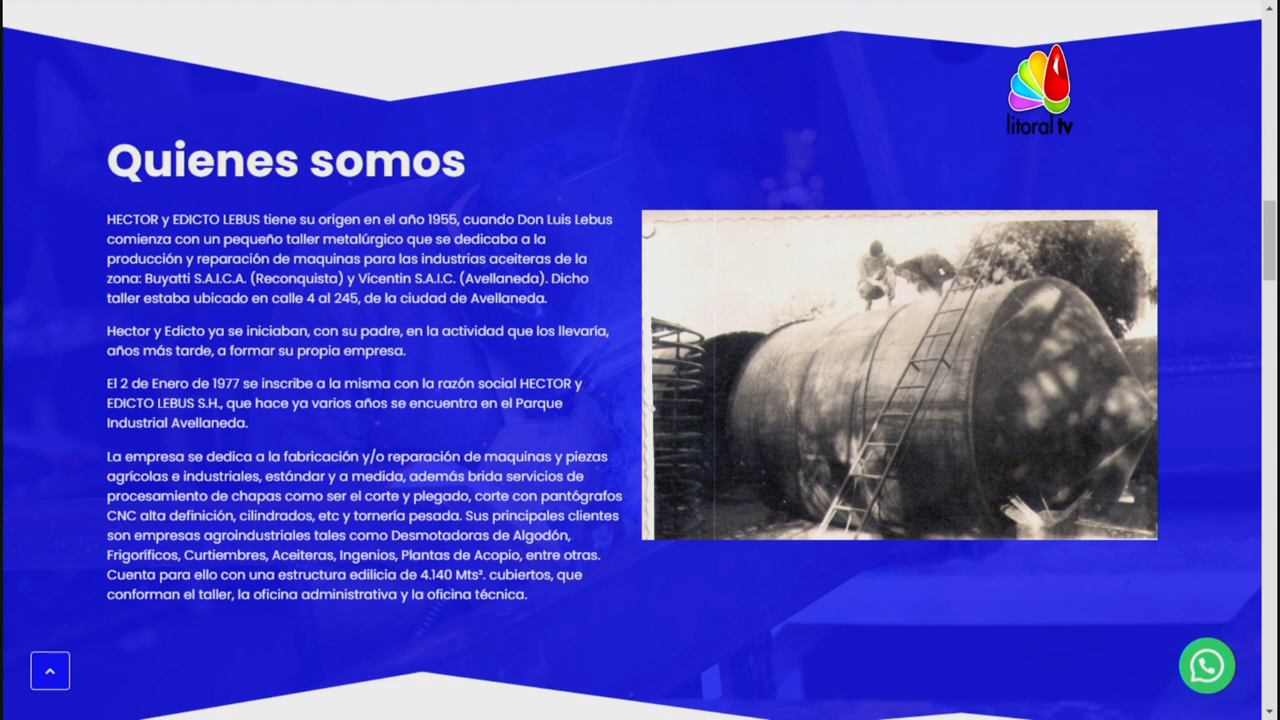 litoral tv
Quienes somos
HECTOR y EDICTO LEBUS tiene su origen en el año 1955, cuando Don Luis Lebus
comienza con un pequeño taller metalúrgico que se dedicaba a la
producción y reparación de maquinas para las industrias aceiteras de la
zona: Buyatti S.A.I.C.A. (Reconquista) y Vicentin S.A.I.C. (Avellaneda). Dicho
taller estaba ubicado en calle 4 al 245, de la ciudad de Avellaneda.
Hector y Edicto ya se iniciaban, con su padre, en la actividad que los llevaría,
años más tarde, a formar su propia empresa.
El 2 de Enero de 1977 se inscribe a la misma con la razón social HECTOR y
EDICTO LEBUS S.H., que hace ya varios años se encuentra en el Parque
Industrial Avellaneda.
La empresa se dedica a la fabricación y/o reparación de maquinas y piezas
agrícolas e industriales, estándar y a medida, además brida servicios de
procesamiento de chapas como ser el corte y plegado, corte con pantógrafos
CNC alta definición, cilindrados, etc y tornería pesada. Sus principales clientes
son empresas agroindustriales tales como Desmotadoras de Algodón,
Frigoríficos, Curtiembres, Aceiteras, Ingenios, Plantas de Acopio, entre otras.
Cuenta para ello con una estructura edilicia de 4.140 Mts². cubiertos, que
conforman el taller, la oficina administrativa y la oficina técnica.